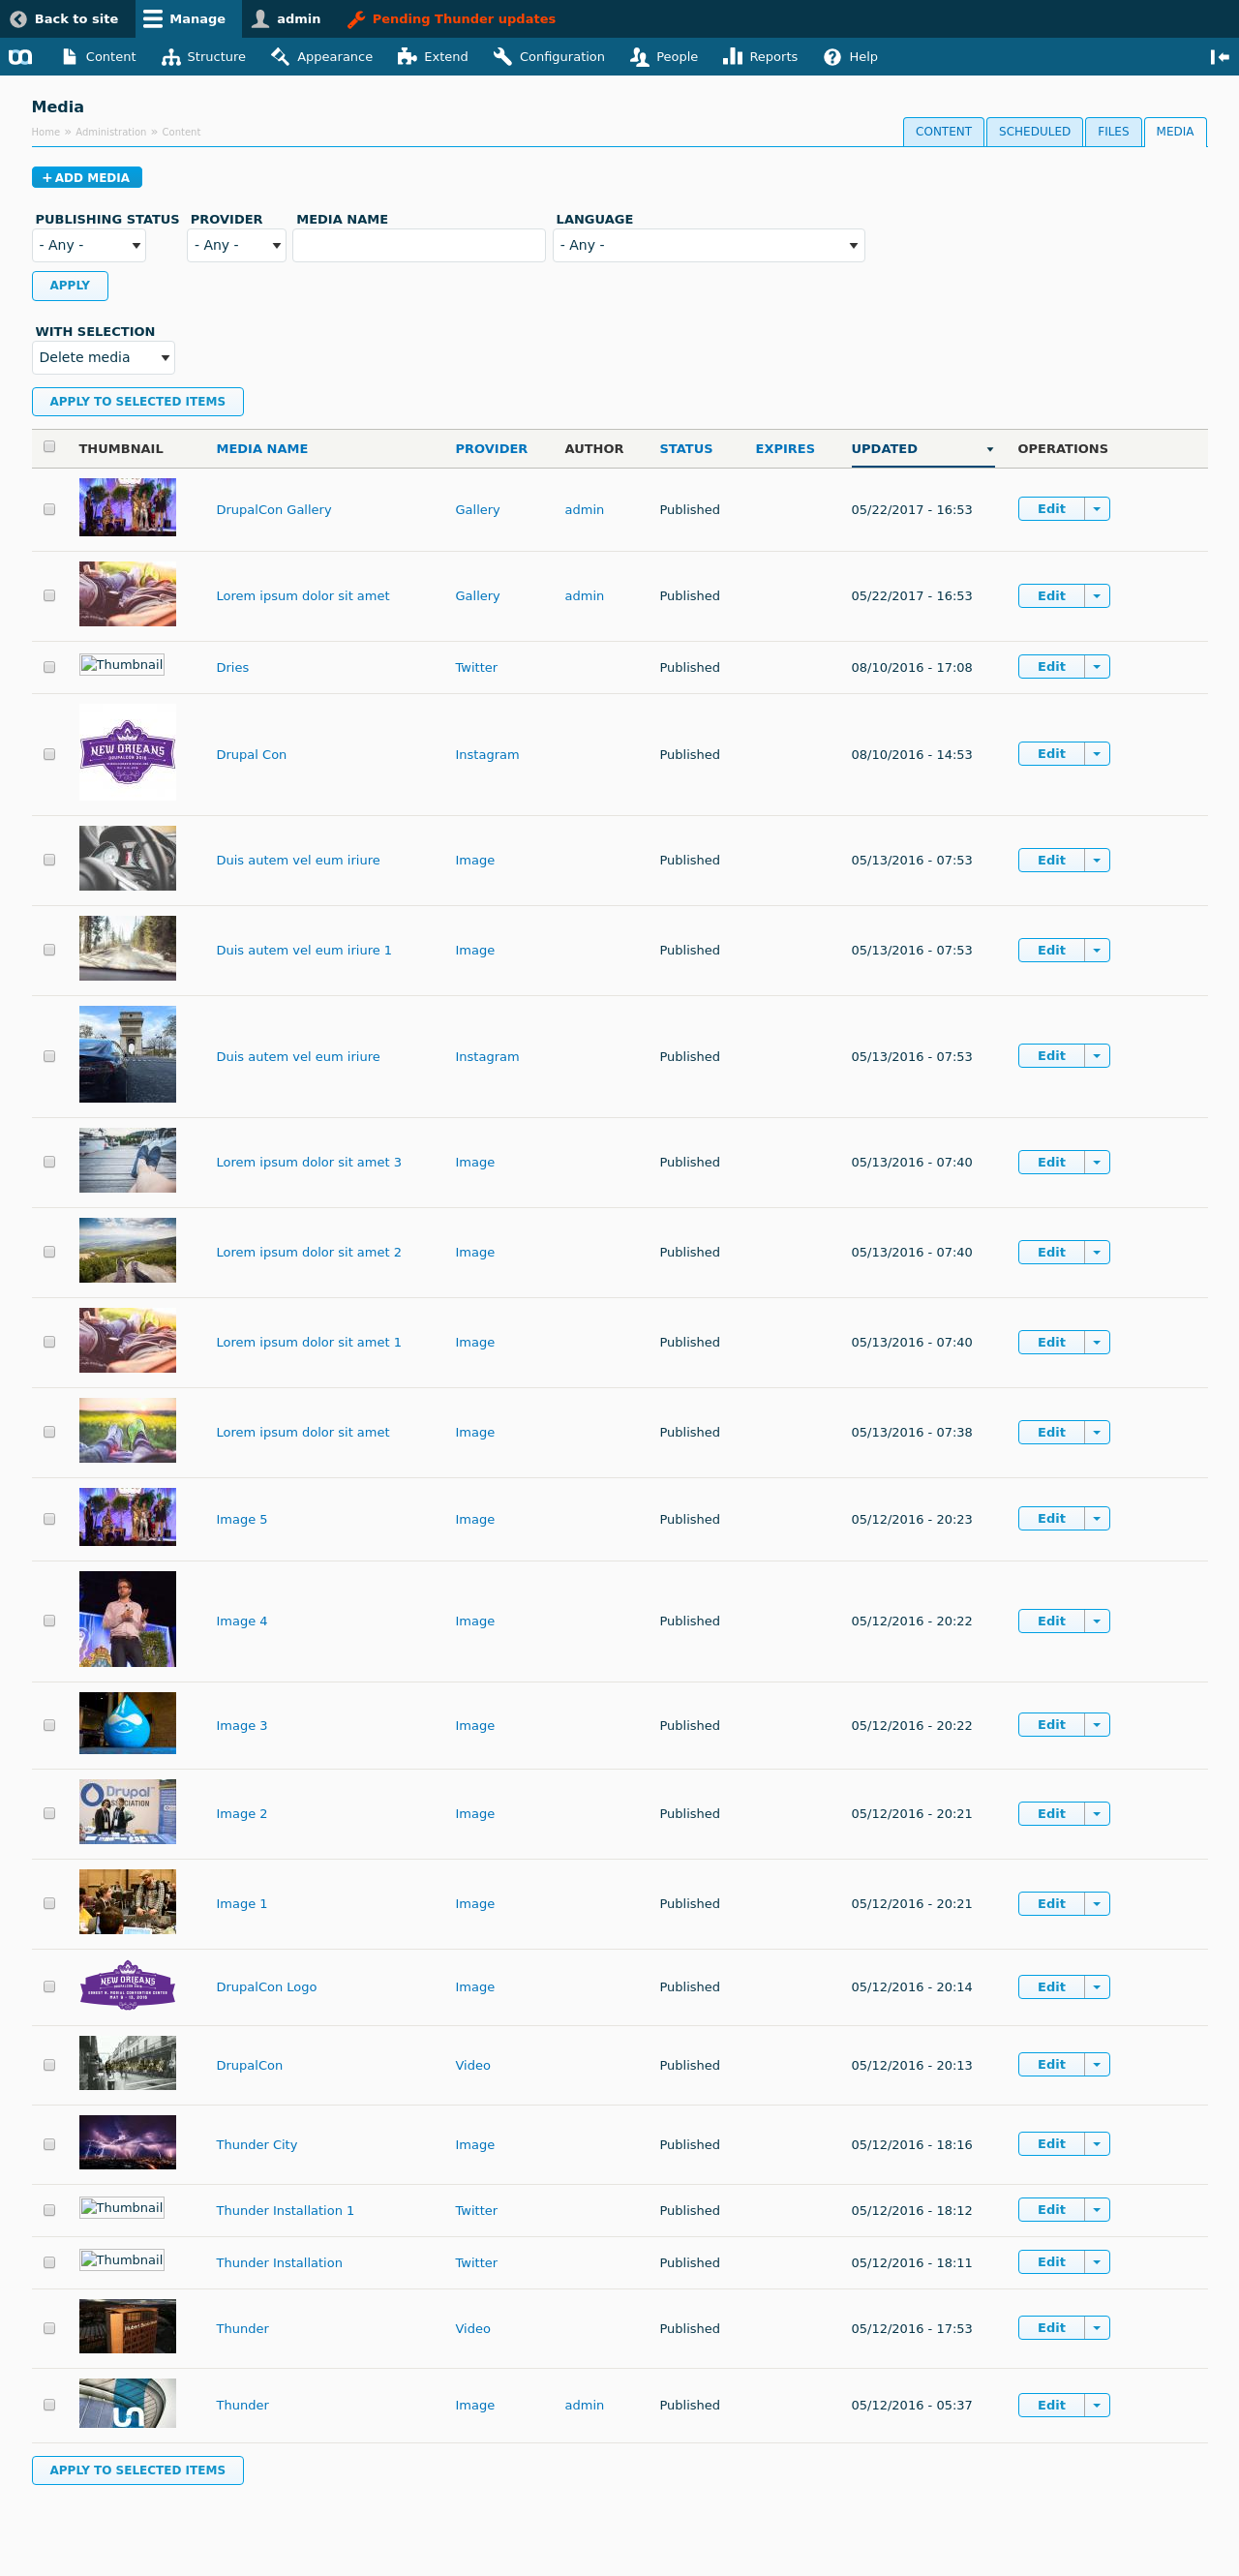 Back to site Manage admin Pending Thunder updates
Content Structure Appearance Extend Configuration People Reports Help
Media
Home » Administration » Content
CONTENT SCHEDULED FILES MEDIA
+ ADD MEDIA
PUBLISHING STATUS PROVIDER MEDIA NAME LANGUAGE
- Any - - Any - - Any -
APPLY
WITH SELECTION
Delete media
APPLY TO SELECTED ITEMS
THUMBNAIL MEDIA NAME PROVIDER AUTHOR STATUS EXPIRES UPDATED OPERATIONS
DrupalCon Gallery Gallery admin Published 05/22/2017 - 16:53 Edit
Lorem ipsum dolor sit amet Gallery admin Published 05/22/2017 - 16:53 Edit
Thumbnail Dries Twitter Published 08/10/2016 - 17:08 Edit
NEW ORLEANS
DRUPALCON 2016
Drupal Con Instagram Published 08/10/2016 - 14:53 Edit
Duis autem vel eum iriure Image Published 05/13/2016 - 07:53 Edit
Duis autem vel eum iriure 1 Image Published 05/13/2016 - 07:53 Edit
Duis autem vel eum iriure Instagram Published 05/13/2016 - 07:53 Edit
Lorem ipsum dolor sit amet 3 Image Published 05/13/2016 - 07:40 Edit
Lorem ipsum dolor sit amet 2 Image Published 05/13/2016 - 07:40 Edit
Lorem ipsum dolor sit amet 1 Image Published 05/13/2016 - 07:40 Edit
Lorem ipsum dolor sit amet Image Published 05/13/2016 - 07:38 Edit
Image 5 Image Published 05/12/2016 - 20:23 Edit
Image 4 Image Published 05/12/2016 - 20:22 Edit
Image 3 Image Published 05/12/2016 - 20:22 Edit
Drupal
Image 2 Image Published 05/12/2016 - 20:21 Edit
Image 1 Image Published 05/12/2016 - 20:21 Edit
NEW ORLEANS
DRUPALCON 2016
ERNEST N. MORIAL CONVENTION CENTER
MAY 9 - 13, 2016
DrupalCon Logo Image Published 05/12/2016 - 20:14 Edit
DrupalCon Video Published 05/12/2016 - 20:13 Edit
Thunder City Image Published 05/12/2016 - 18:16 Edit
Thumbnail Thunder Installation 1 Twitter Published 05/12/2016 - 18:12 Edit
Thumbnail Thunder Installation Twitter Published 05/12/2016 - 18:11 Edit
Thunder Video Published 05/12/2016 - 17:53 Edit
Thunder Image admin Published 05/12/2016 - 05:37 Edit
APPLY TO SELECTED ITEMS